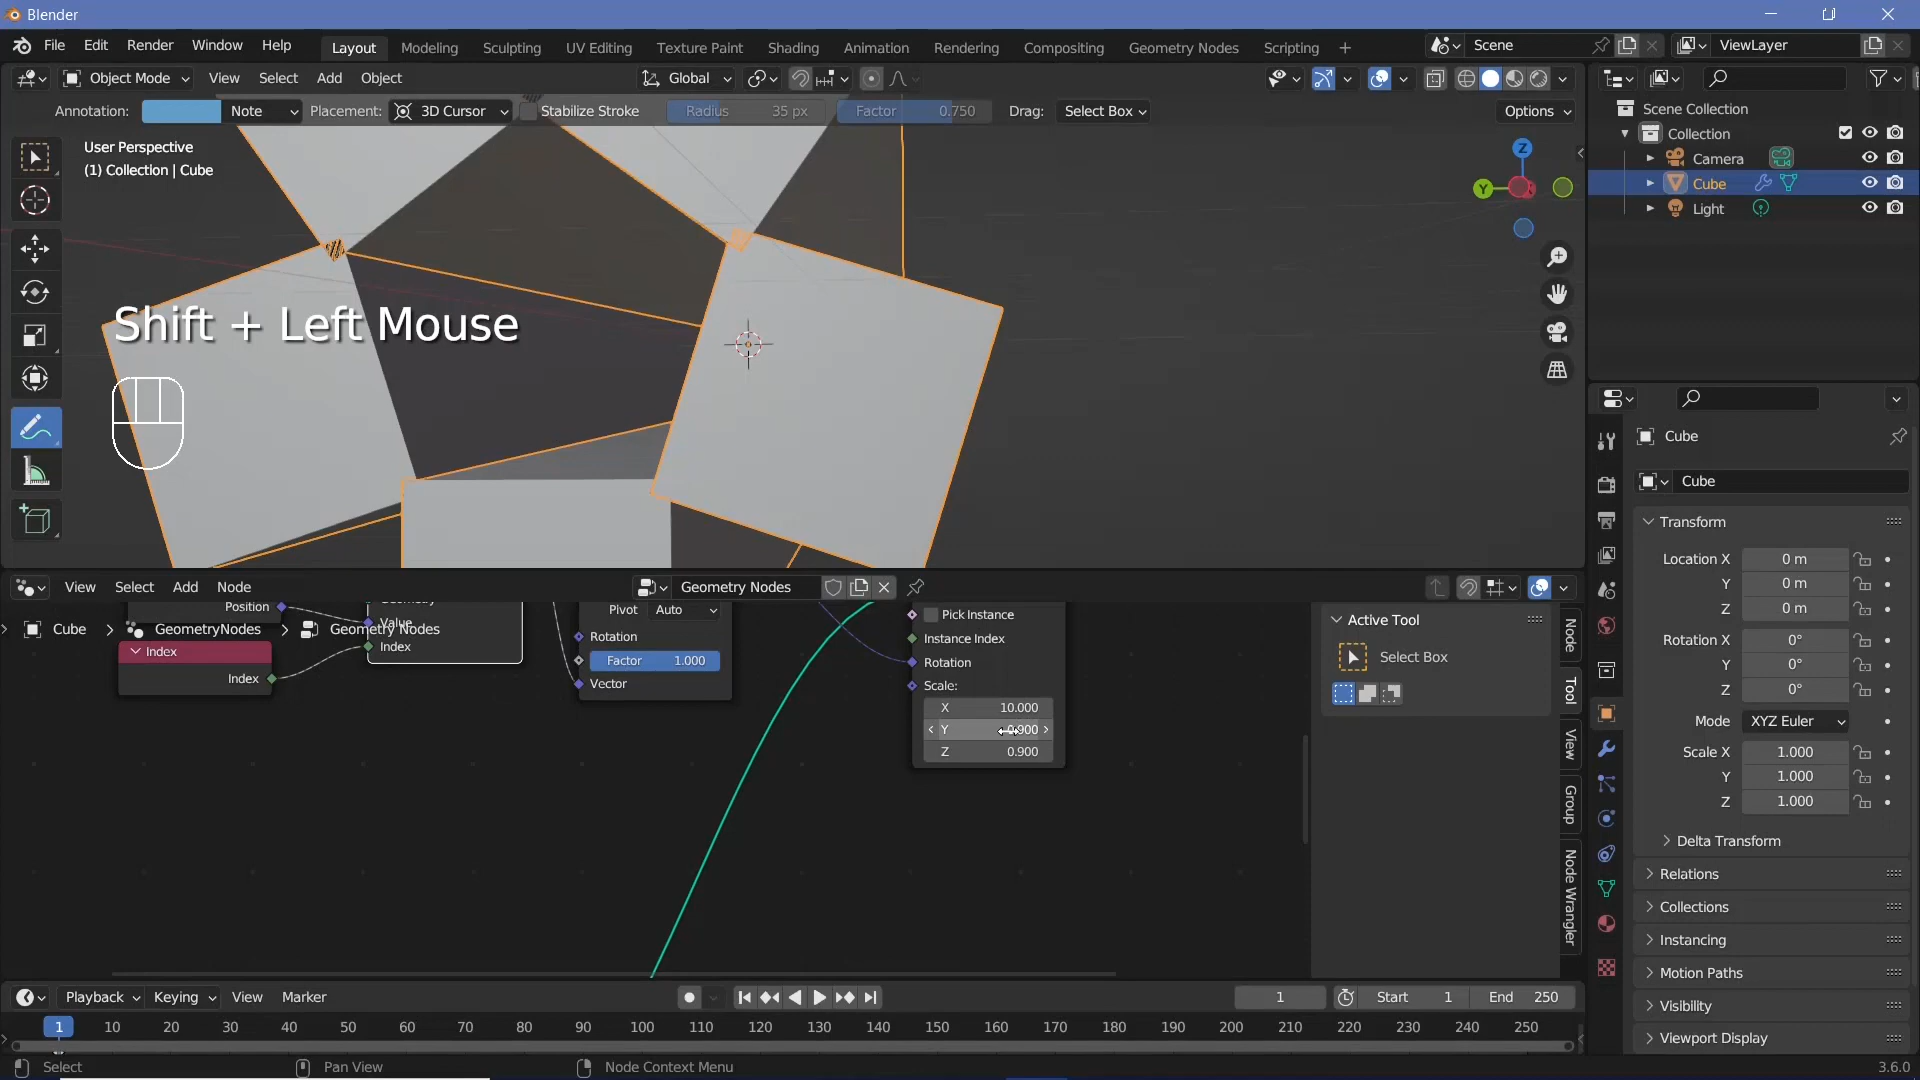 Blender
File Edit Render Window Help Layout Modeling Sculpting UV Editing Texture Paint Shading Animation Rendering Compositing Geometry Nodes Scripting + Scene ViewLayer
Object Mode View Select Add Object Global
Annotation: Note Placement: 3D Cursor Stabilize Stroke Radius 35 px Factor 0.750 Drag: Select Box Options
User Perspective
(1) Collection | Cube
Z
Y
Shift + Left Mouse
Scene Collection
Collection
Camera
Cube
Light
Cube
Cube
Transform
Location X 0 m
Y 0 m
Z 0 m
Rotation X 0°
Y 0°
Z 0°
Mode XYZ Euler
Scale X 1.000
Y 1.000
Z 1.000
Delta Transform
Relations
Collections
Instancing
Motion Paths
Visibility
Viewport Display
View Select Add Node Geometry Nodes
Position
Value
Cube > GeometryNodes > Geometry Nodes
Index
Index
Index
Pivot Auto
Rotation
Factor 1.000
Vector
Pick Instance
Instance Index
Rotation
Scale:
X 10.000
Y 0.900
Z 0.900
Active Tool
Select Box
Node
Tool
View
Group
Node Wrangler
Playback Keying View Marker 1 Start 1 End 250
1 10 20 30 40 50 60 70 80 90 100 110 120 130 140 150 160 170 180 190 200 210 220 230 240 250
Select Pan View Node Context Menu 3.6.0